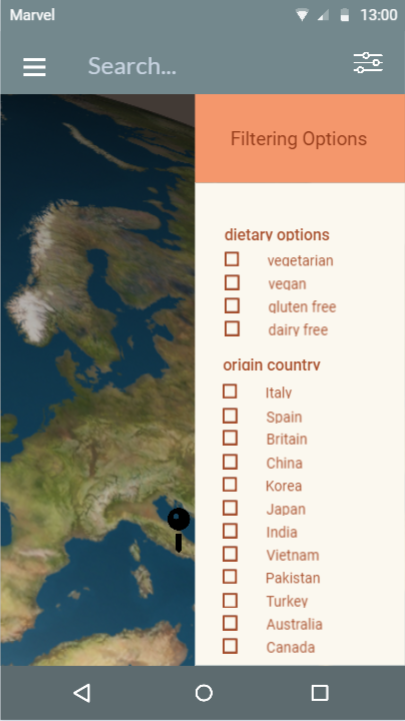 Marvel 13:00
Search...
Filtering Options
dietary options
vegetarian
vegan
gluten free
dairy free
origin country
Italy
Spain
Britain
China
Korea
Japan
India
Vietnam
Pakistan
Turkey
Australia
Canada